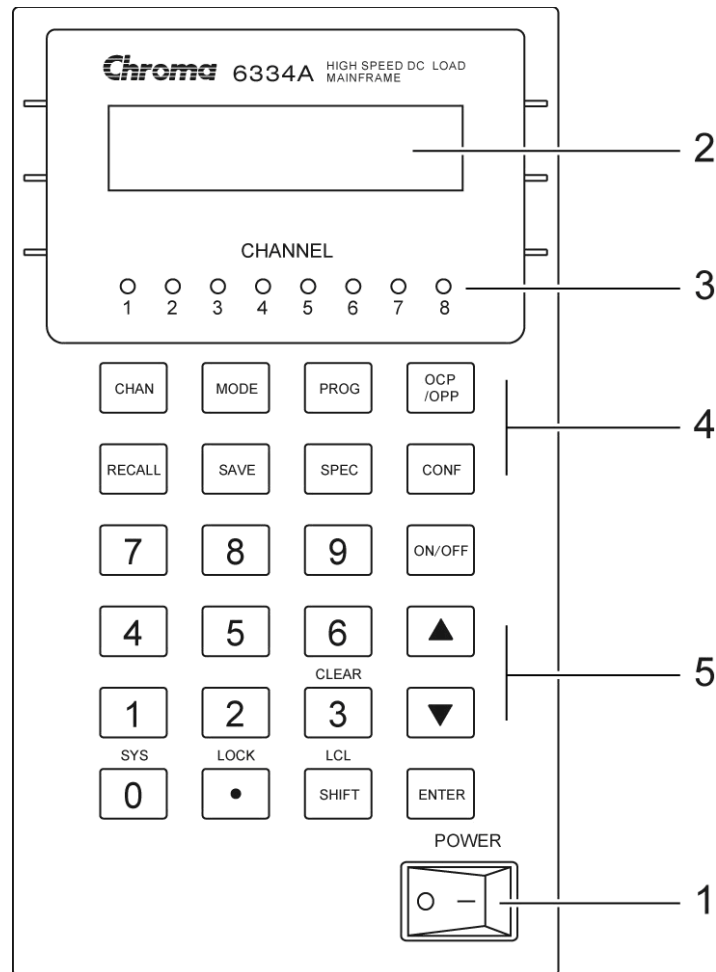 Chroma 6334A HIGH SPEED DC LOAD
MAINFRAME
2
CHANNEL
1 2 3 4 5 6 7 8
3
CHAN MODE PROG OCP
/OPP
4
RECALL SAVE SPEC CONF
7 8 9 ON/OFF
4 5 6 ▲
5
CLEAR
1 2 3 ▼
SYS LOCK LCL
0 • SHIFT ENTER
POWER
O — 1